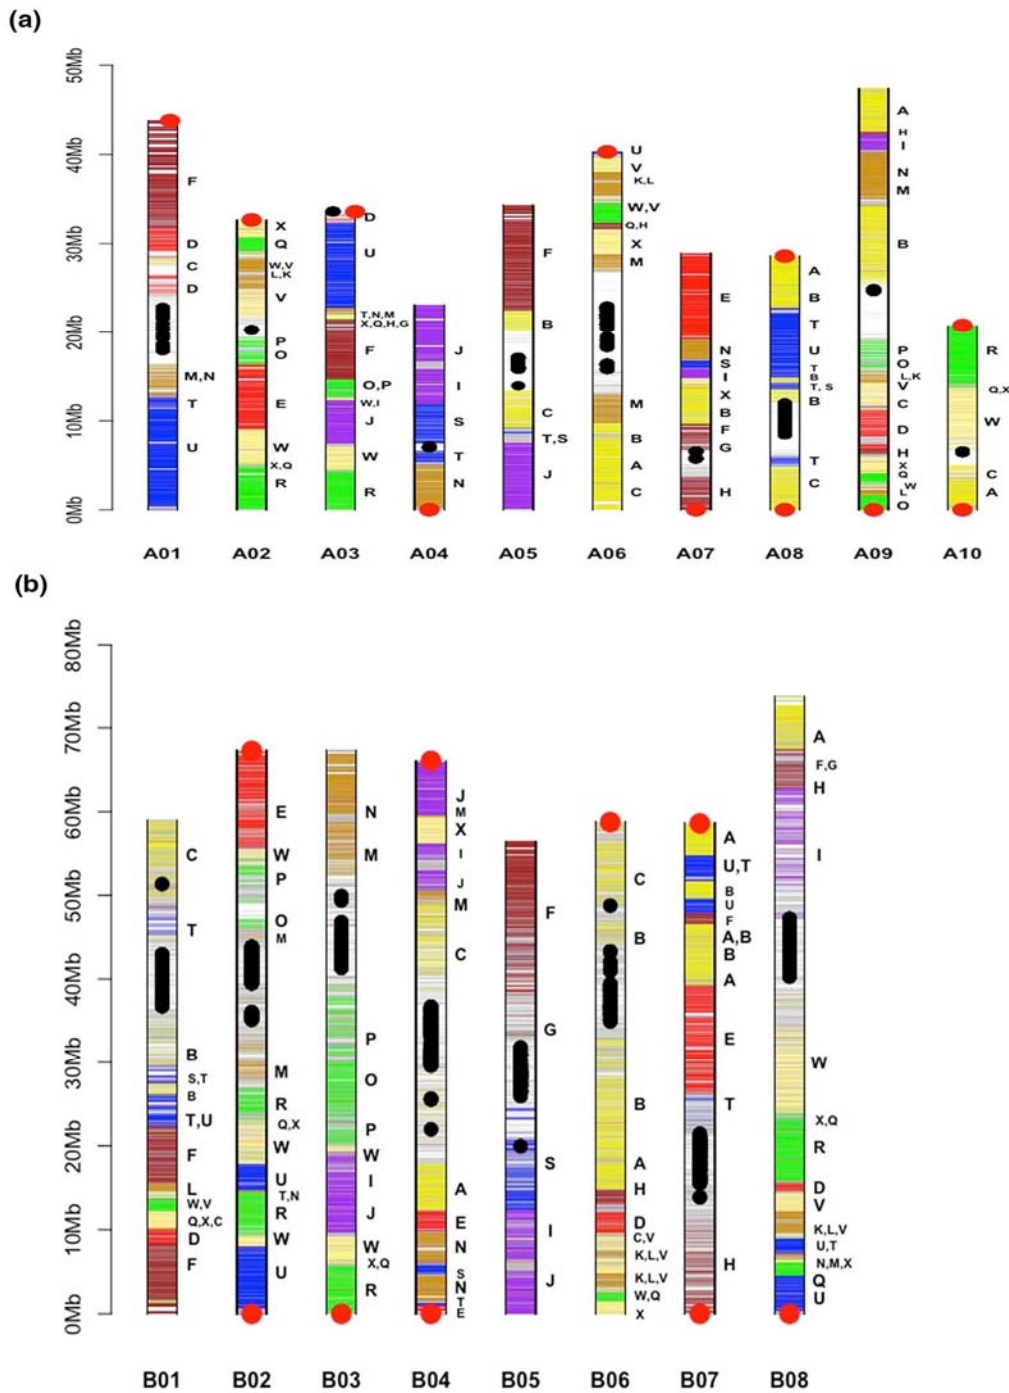 (a)
50Mb
40Mb
30Mb
20Mb
10Mb
0Mb
F
D
C
D
M,N
T
U
X
Q
W,V
L,K
V
P
O
E
W
X,Q
R
D
U
T,N,M
X,Q,H,G
F
O,P
W,I
J
W
R
J
I
S
T
N
F
B
C
T,S
J
U
V
K,L
W,V
Q,H
X
M
M
B
A
C
E
N
S
I
X
B
F
G
H
A
B
T
U
T
B
T, S
B
T
C
A
H
I
N
M
B
P
O
L,K
V
C
D
H
X
Q
W
L
O
R
Q,X
W
C
A
A01 A02 A03 A04 A05 A06 A07 A08 A09 A10
(b)
80Mb
70Mb
60Mb
50Mb
40Mb
30Mb
20Mb
10Mb
0Mb
C
T
B
S,T
B
T,U
F
L
W,V
Q,X,C
D
F
E
W
P
O
M
M
R
Q,X
W
U
T,N
R
W
U
N
M
P
O
P
W
I
J
W
X,Q
R
J
M
X
I
J
M
C
A
E
N
S
N
T
E
F
G
S
I
J
C
B
B
A
H
D
C,V
K,L,V
K,L,V
W,Q
X
A
U,T
B
U
F
A,B
B
A
E
T
H
A
F,G
H
I
W
X,Q
R
D
V
K,L,V
U,T
N,M,X
Q
U
B01 B02 B03 B04 B05 B06 B07 B08